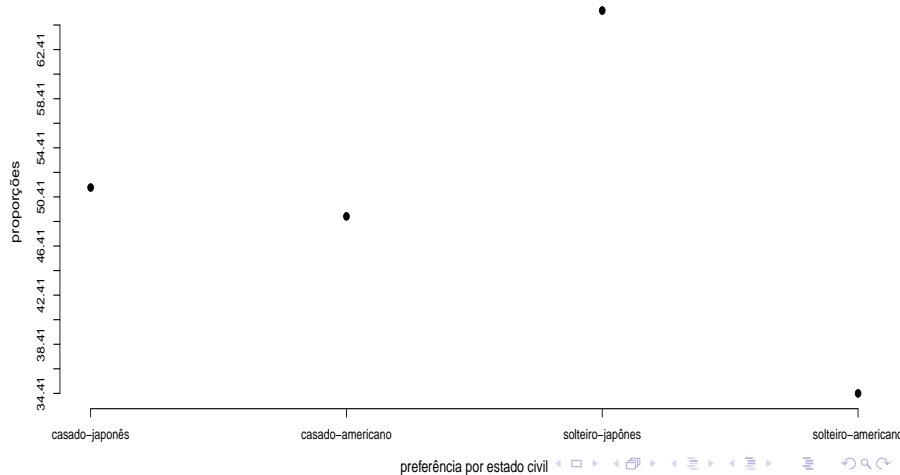 62.41
58.41
54.41
50.41
46.41
42.41
38.41
34.41
proporções
casado−japonês
casado−americano
solteiro−japônes
solteiro−americano
preferência por estado civil